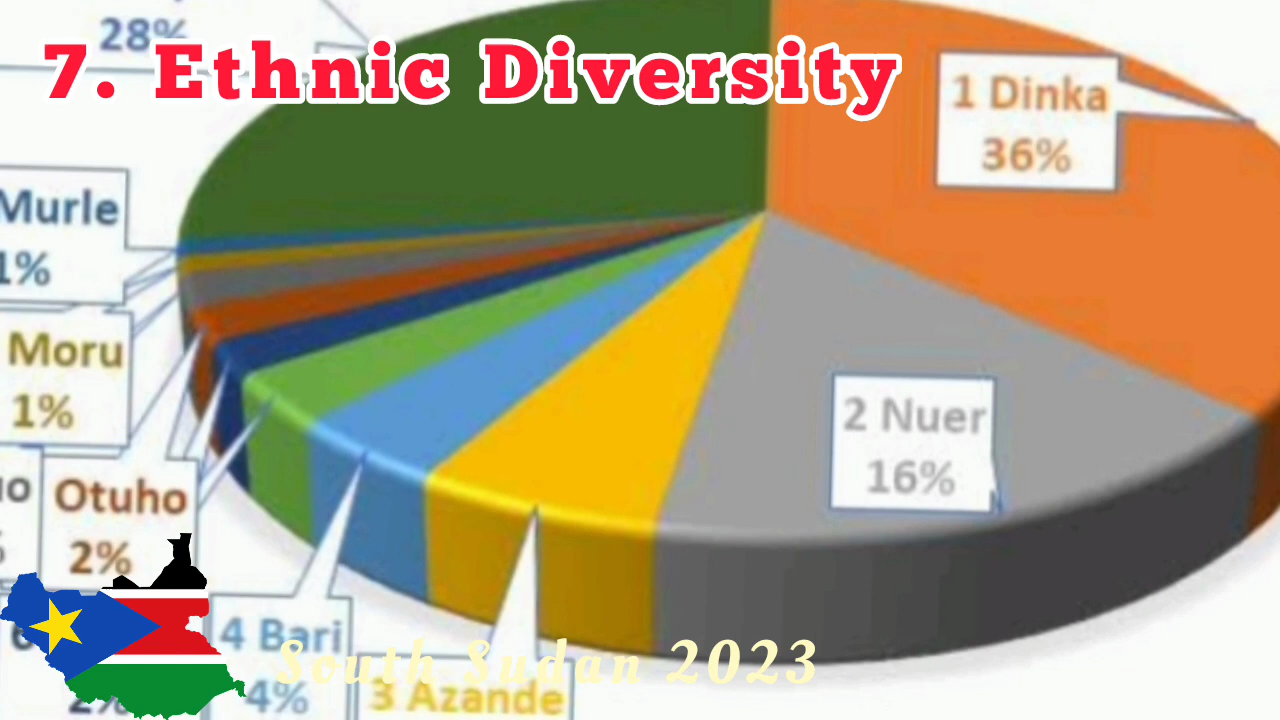 28%
7. Ethnic Diversity
1 Dinka
36%
Murle
1%
Moru
1%
2 Nuer
16%
Otuho
2%
4 Bari
4%
2%
South Sudan 2023
3 Azande